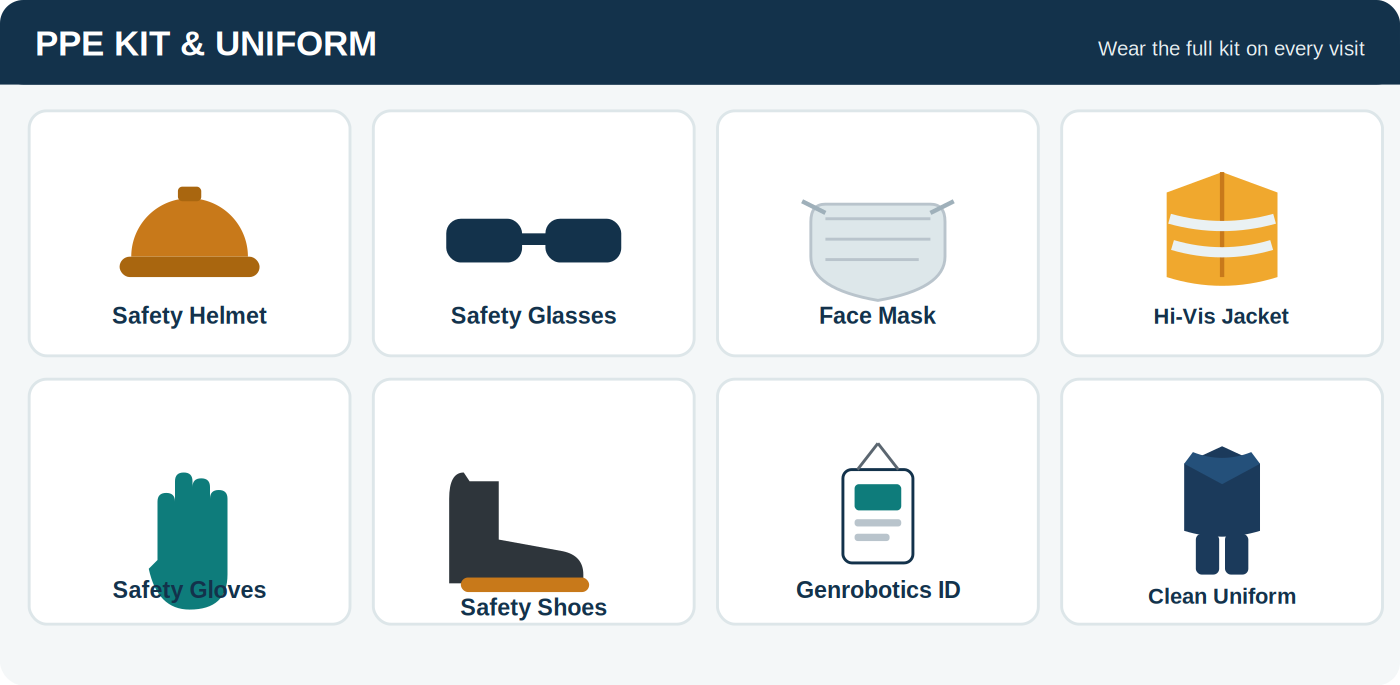 PPE KIT & UNIFORM
Wear the full kit on every visit
Safety Helmet
Safety Glasses
Face Mask
Hi-Vis Jacket
Safety Gloves
Safety Shoes
Genrobotics ID
Clean Uniform